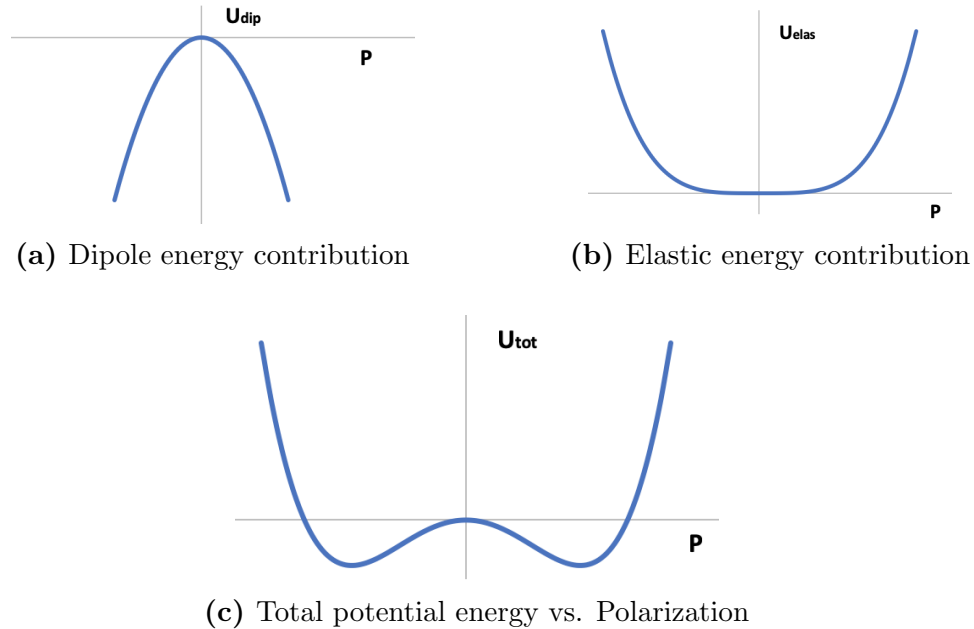 Udip
P
(a) Dipole energy contribution
Uelas
P
(b) Elastic energy contribution
Utot
P
(c) Total potential energy vs. Polarization